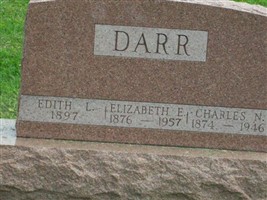 DARR
EDITH L. ELIZABETH E. CHARLES N.
1897 1876 — 1957 1874 — 1946